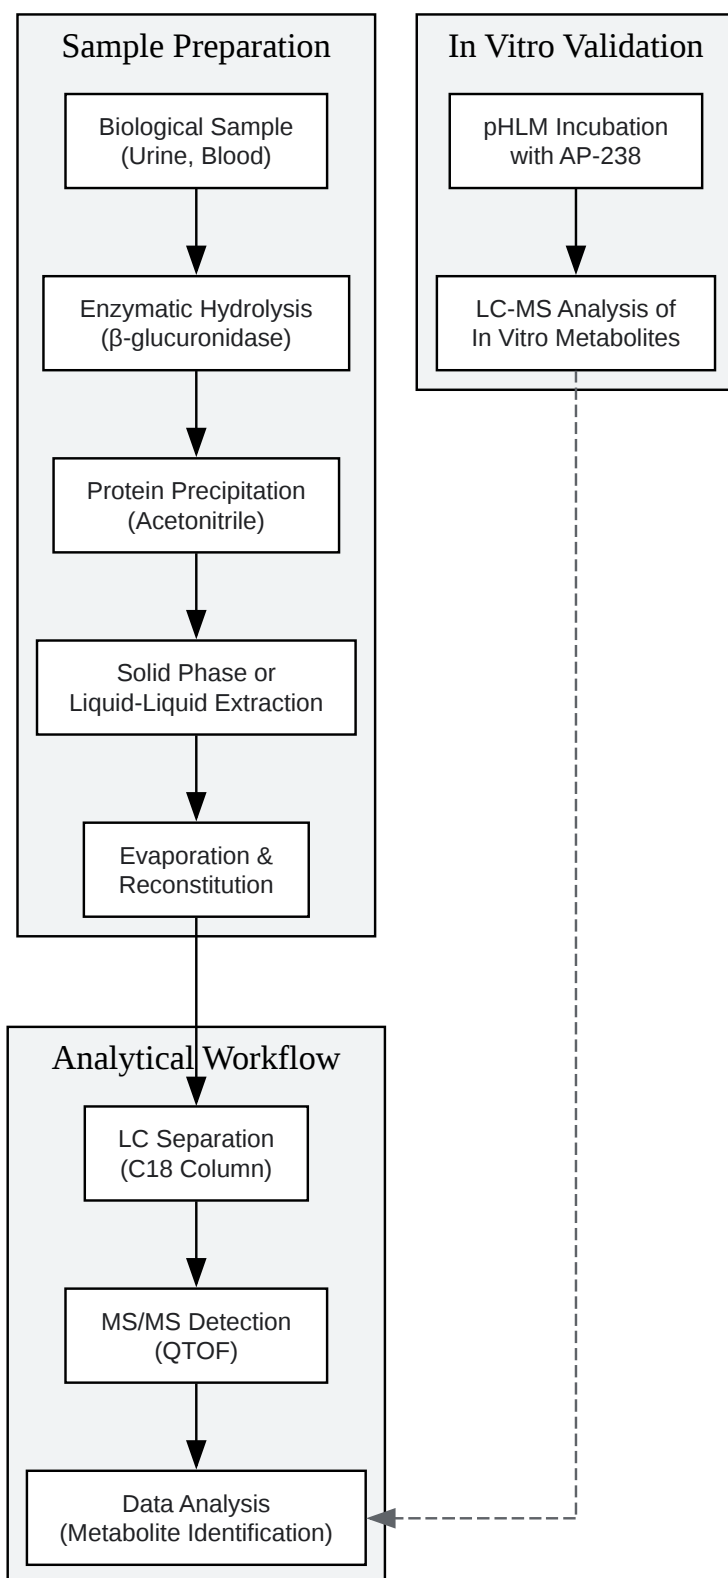 Sample Preparation
Biological Sample
(Urine, Blood)
Enzymatic Hydrolysis
(β-glucuronidase)
Protein Precipitation
(Acetonitrile)
Solid Phase or
Liquid-Liquid Extraction
Evaporation &
Reconstitution
In Vitro Validation
pHLM Incubation
with AP-238
LC-MS Analysis of
In Vitro Metabolites
Analytical Workflow
LC Separation
(C18 Column)
MS/MS Detection
(QTOF)
Data Analysis
(Metabolite Identification)